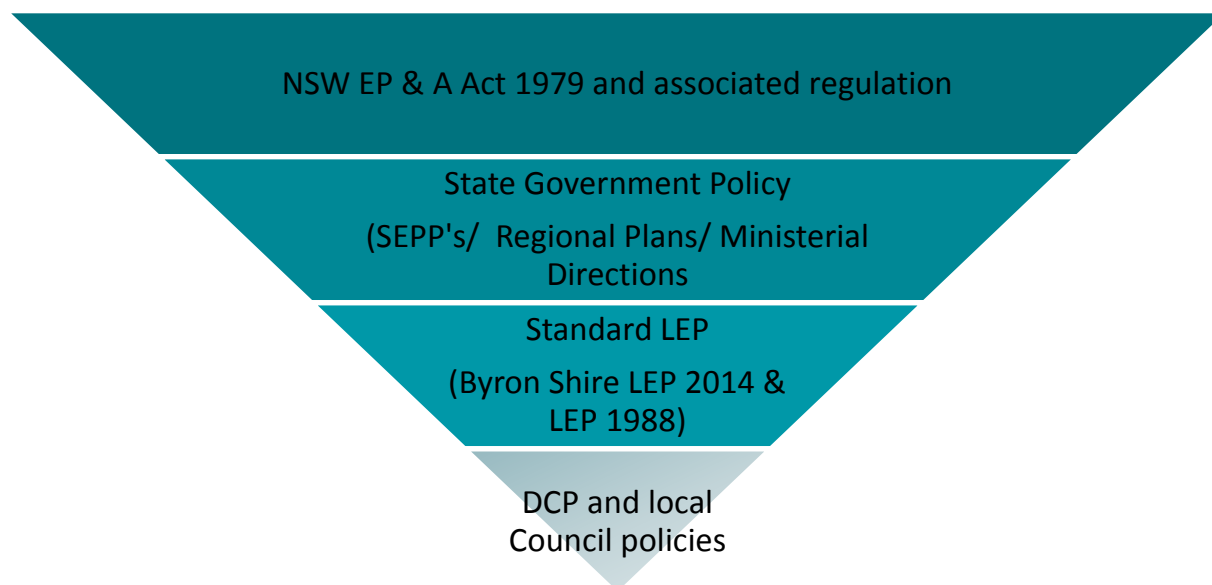 NSW EP & A Act 1979 and associated regulation
State Government Policy
(SEPP's/ Regional Plans/ Ministerial
Directions
Standard LEP
(Byron Shire LEP 2014 &
LEP 1988)
DCP and local
Council policies